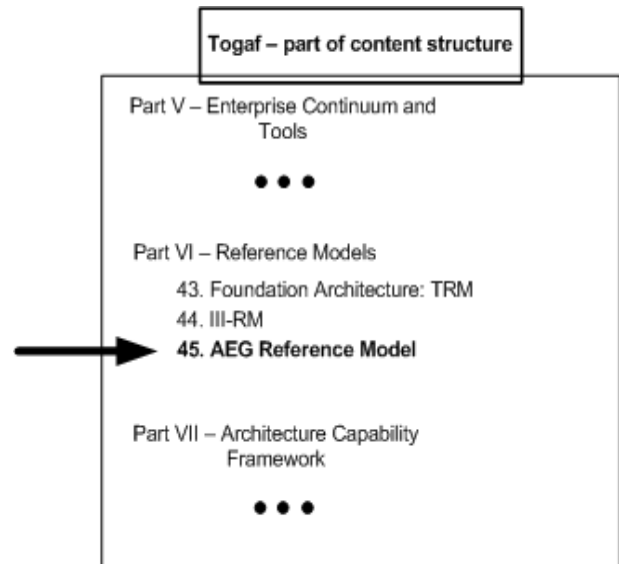 Togaf – part of content structure
Part V – Enterprise Continuum and
Tools
• • •
Part VI – Reference Models
43. Foundation Architecture: TRM
44. III-RM
45. AEG Reference Model
Part VII – Architecture Capability
Framework
• • •